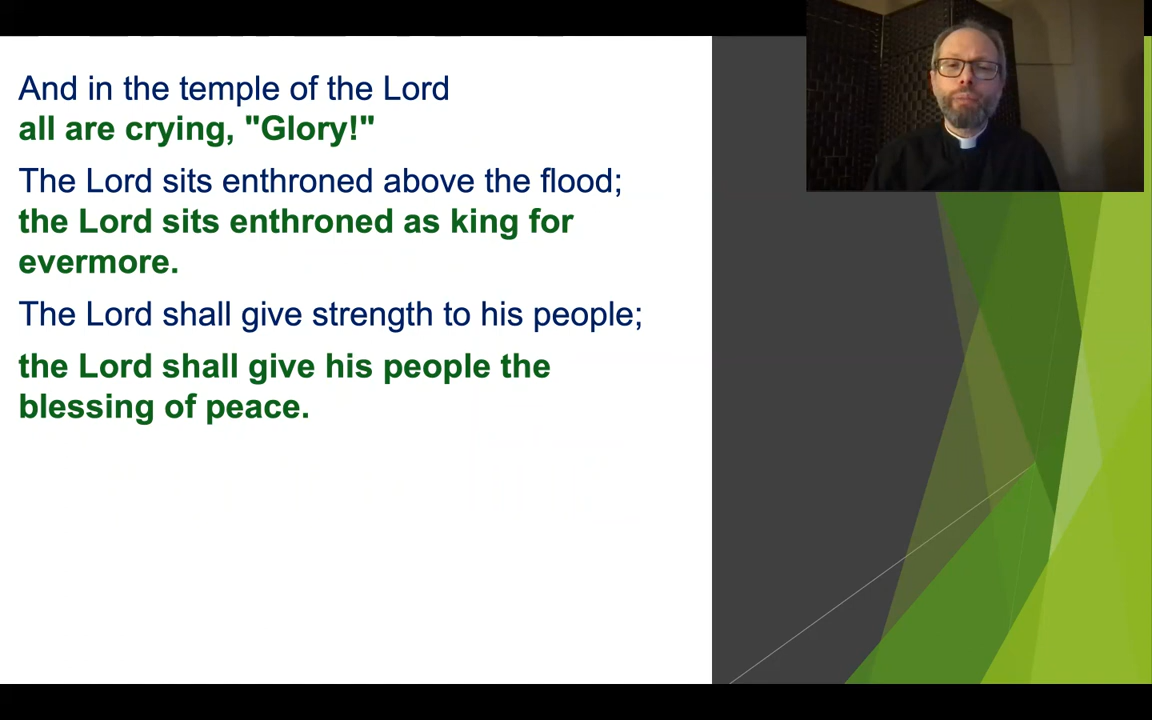 And in the temple of the Lord
all are crying, "Glory!"
The Lord sits enthroned above the flood;
the Lord sits enthroned as king for
evermore.
The Lord shall give strength to his people;
the Lord shall give his people the
blessing of peace.